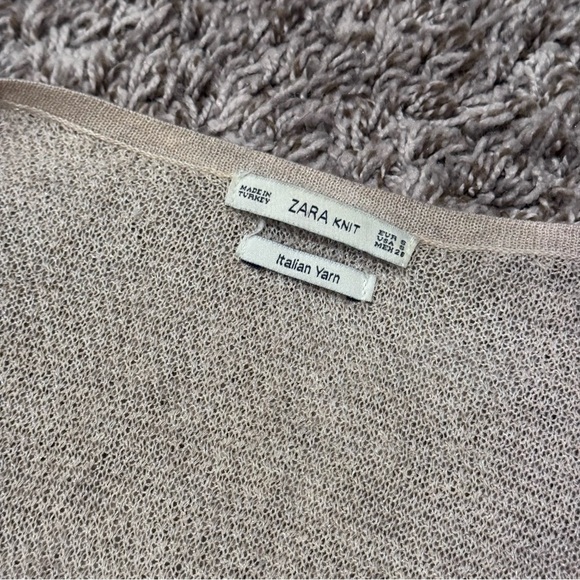 MADE IN
TURKEY
ZARA KNIT
EUR S
USA S
MEX 26
Italian Yarn